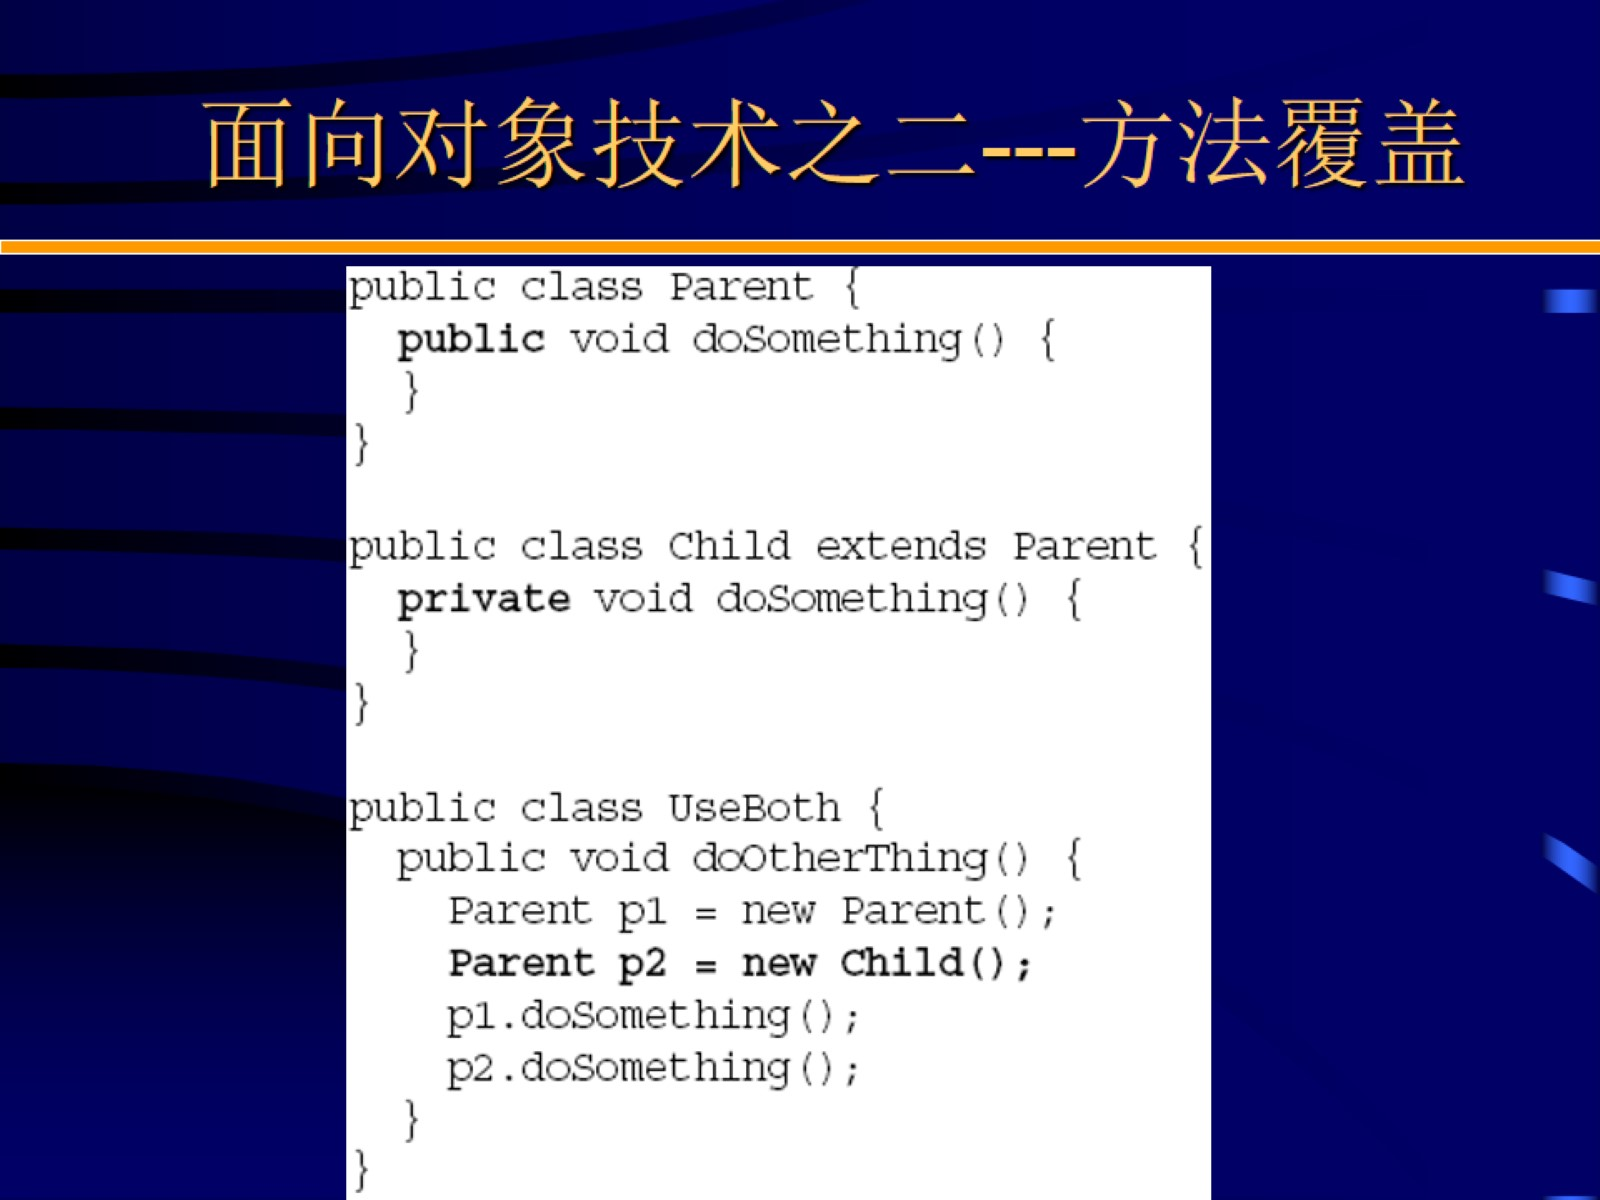 面向对象技术之二---方法覆盖
public class Parent {
  public void doSomething() {
  }
}
public class Child extends Parent {
  private void doSomething() {
  }
}
public class UseBoth {
  public void doOtherThing() {
    Parent p1 = new Parent();
    Parent p2 = new Child();
    p1.doSomething();
    p2.doSomething();
  }
}